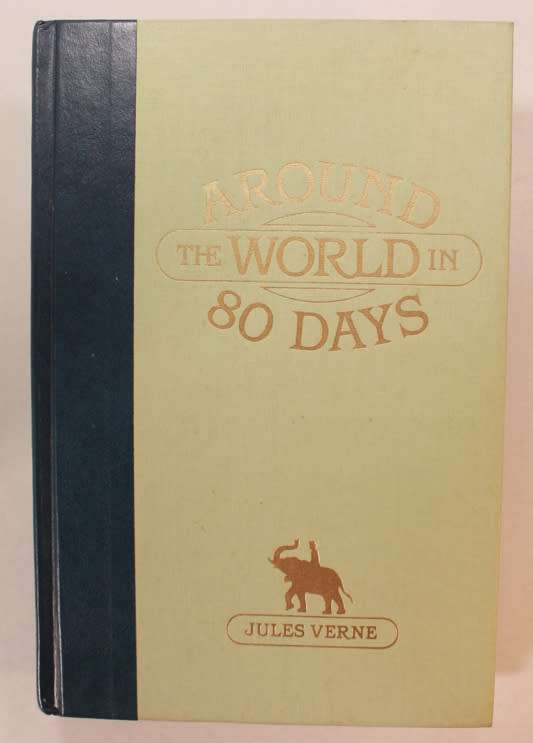 AROUND
THE WORLD IN
80 DAYS
JULES VERNE